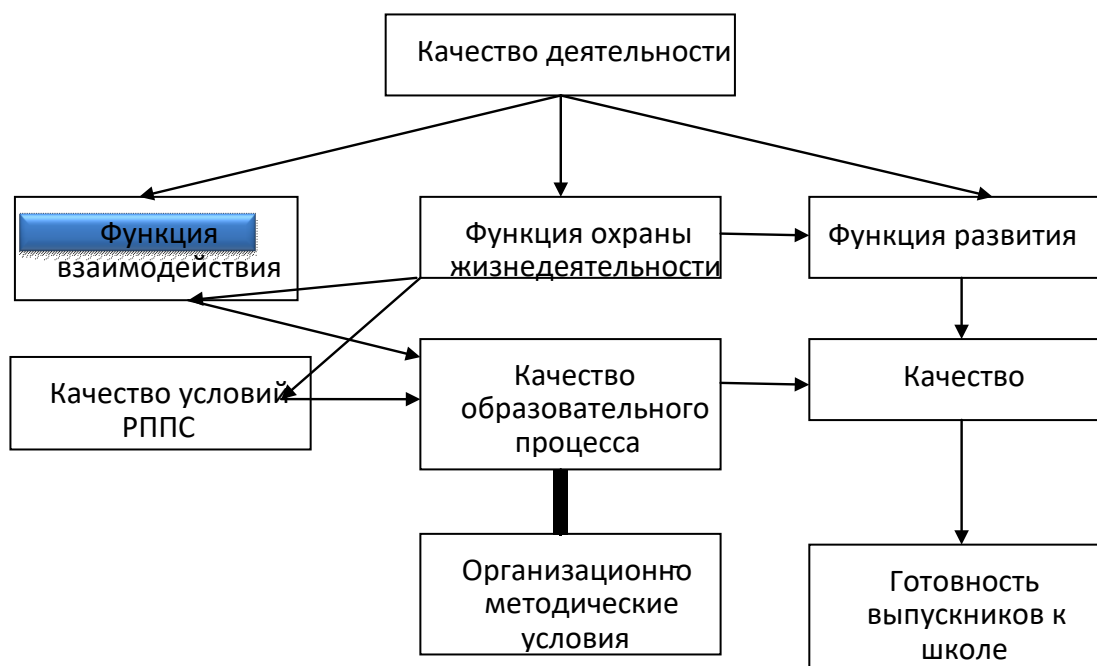 Качество деятельности
Функция
взаимодействия
Функция охраны
жизнедеятельности
Функция развития
Качество условий
РППС
Качество
образовательного
процесса
Качество
Организационно-
методические
условия
Готовность
выпускников к
школе